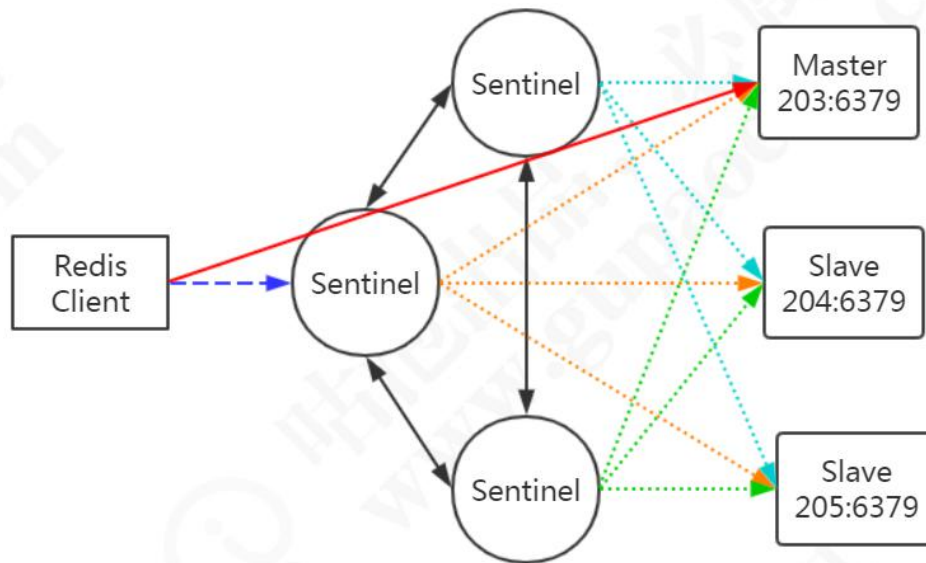 Sentinel
Master
203:6379
Redis
Client
Sentinel
Slave
204:6379
Sentinel
Slave
205:6379